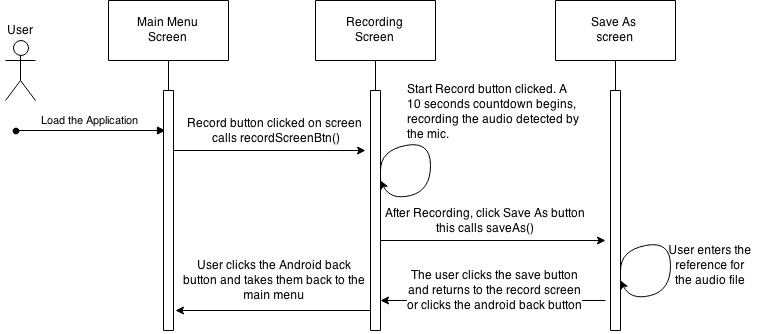 Main Menu
Screen
Recording
Screen
Save As
screen
User
Load the Application
Record button clicked on screen
calls recordScreenBtn()
Start Record button clicked. A
10 seconds countdown begins,
recording the audio detected by
the mic.
After Recording, click Save As button
this calls saveAs()
User enters the
reference for
the audio file
The user clicks the save button
and returns to the record screen
or clicks the android back button
User clicks the Android back
button and takes them back to the
main menu